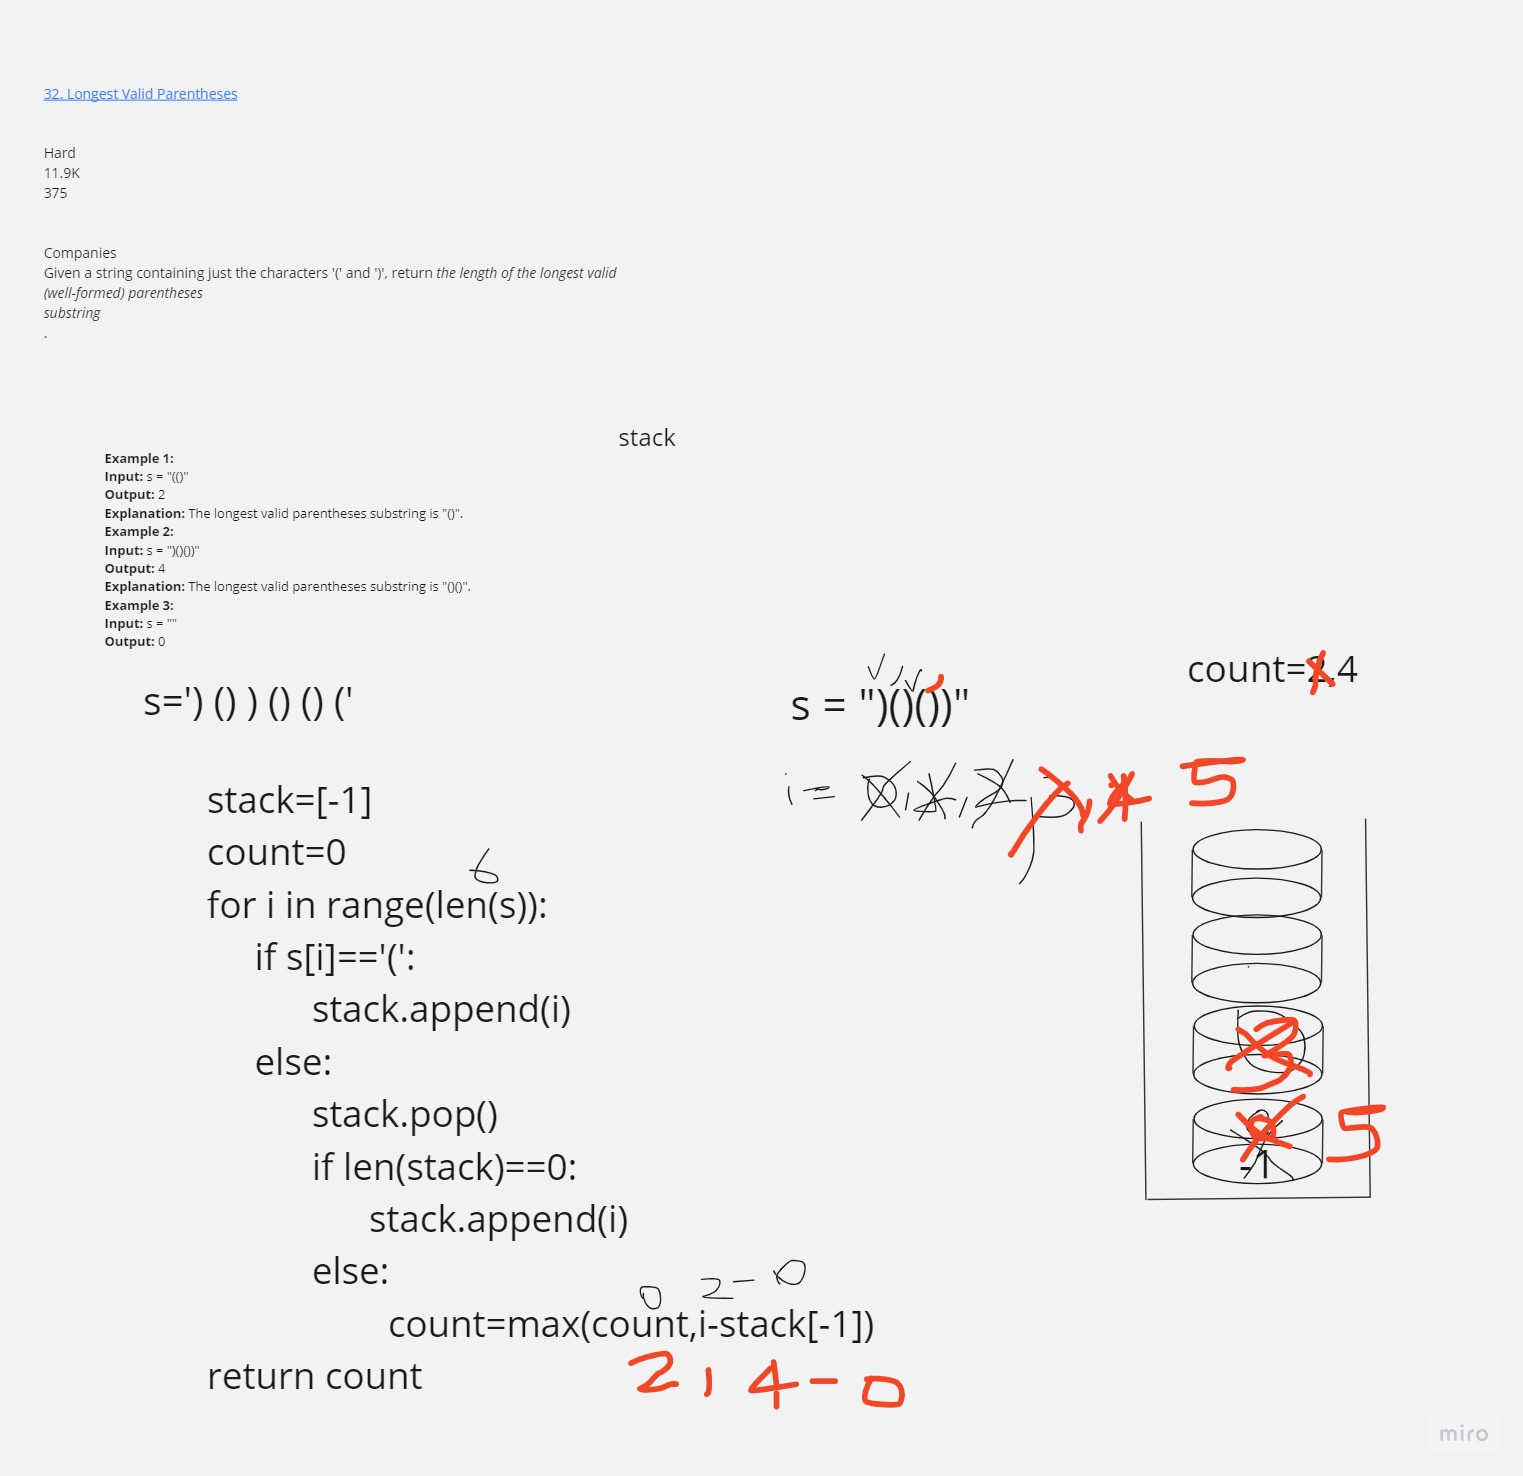 32. Longest Valid Parentheses
Hard
11.9K
375
Companies
Given a string containing just the characters '(' and ')', return the length of the longest valid
(well-formed) parentheses
substring
.
stack
Example 1:
Input: s = "(()"
Output: 2
Explanation: The longest valid parentheses substring is "()".
Example 2:
Input: s = ")()())"
Output: 4
Explanation: The longest valid parentheses substring is "()()".
Example 3:
Input: s = ""
Output: 0
s=') () ) () () ('
s = ")()())"
count=2,4
i = 0,1,2,3,4 5
stack=[-1]
count=0
6
for i in range(len(s)):
if s[i]=='(':
stack.append(i)
else:
stack.pop()
if len(stack)==0:
stack.append(i)
else:
0 2-0
count=max(count,i-stack[-1])
return count
2, 4-0
3
0 5
-1
miro